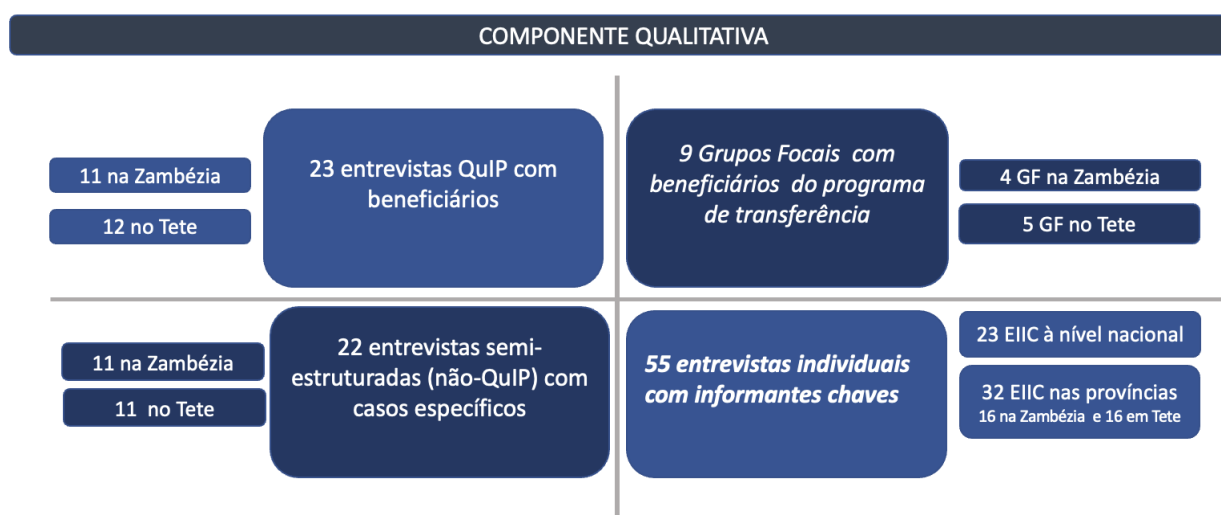 COMPONENTE QUALITATIVA
11 na Zambézia
12 no Tete
23 entrevistas QuIP com
beneficiários
9 Grupos Focais com
beneficiários do programa
de transferência
4 GF na Zambézia
5 GF no Tete
11 na Zambézia
11 no Tete
22 entrevistas semi-
estruturadas (não-QuIP) com
casos específicos
55 entrevistas individuais
com informantes chaves
23 EIIC à nível nacional
32 EIIC nas províncias
16 na Zambézia e 16 em Tete